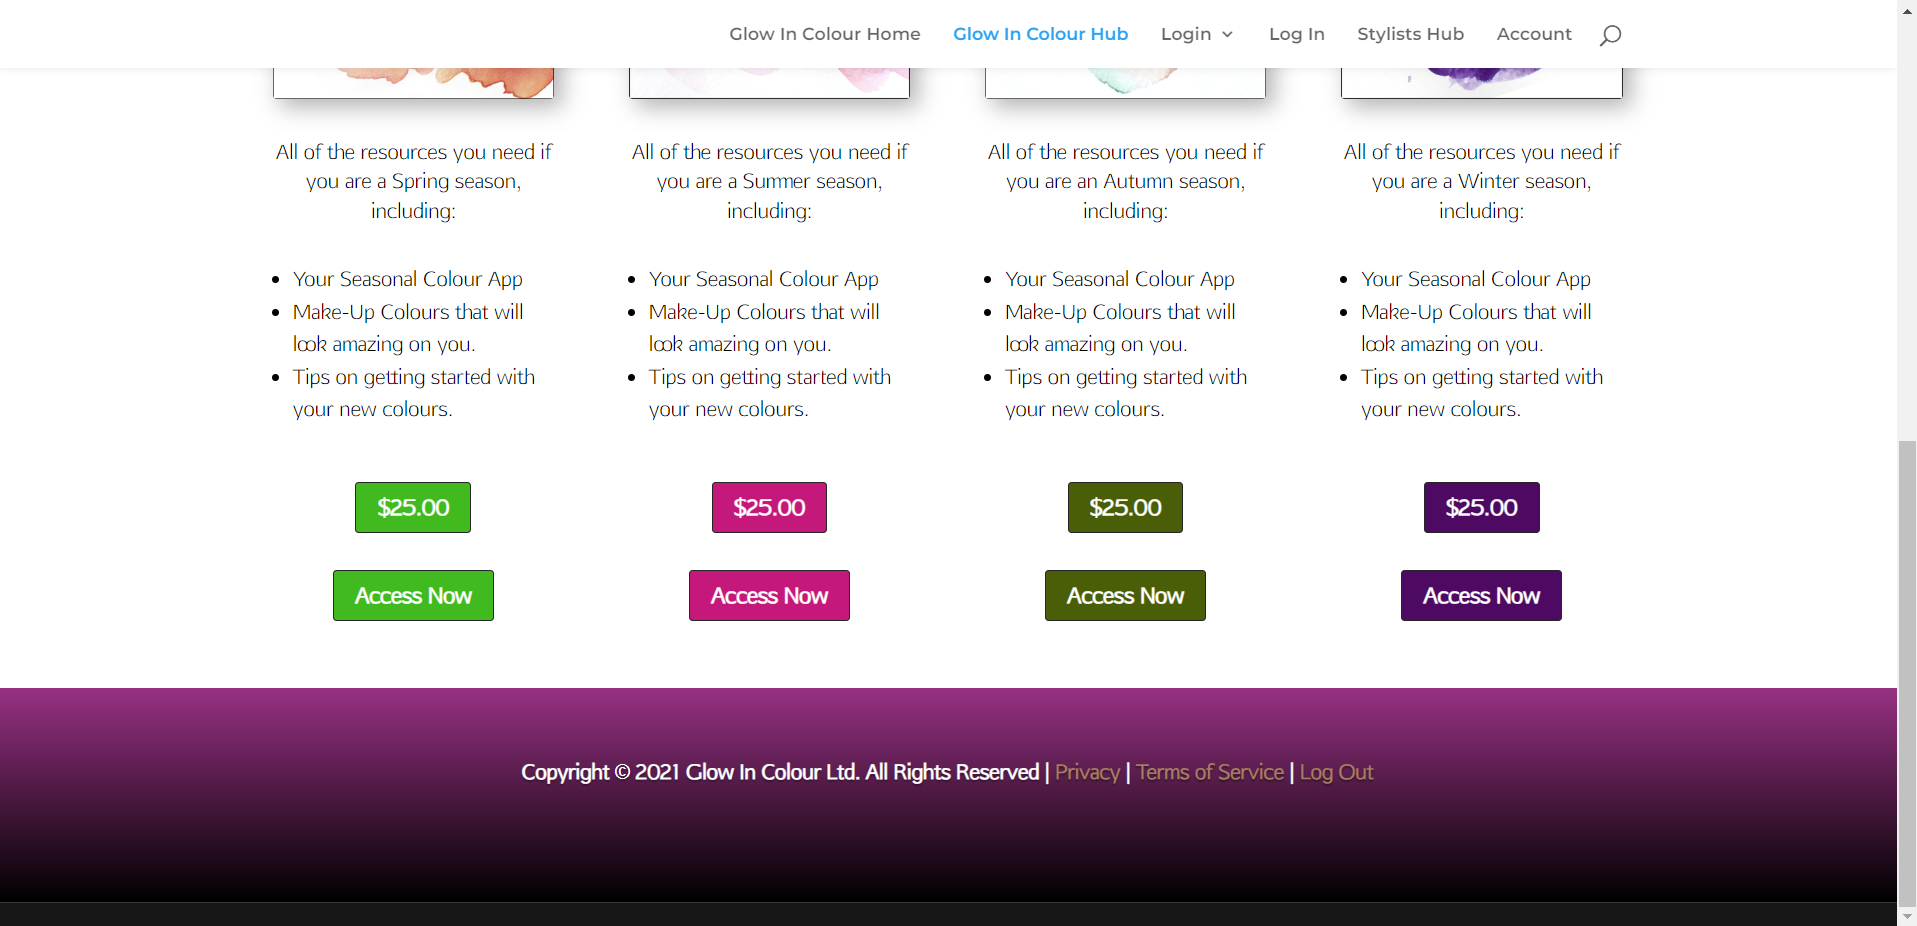 Glow In Colour Home Glow In Colour Hub Login Log In Stylists Hub Account
All of the resources you need if
you are a Spring season,
including:
Your Seasonal Colour App
Make-Up Colours that will
look amazing on you.
Tips on getting started with
your new colours.
$25.00
Access Now
All of the resources you need if
you are a Summer season,
including:
Your Seasonal Colour App
Make-Up Colours that will
look amazing on you.
Tips on getting started with
your new colours.
$25.00
Access Now
All of the resources you need if
you are an Autumn season,
including:
Your Seasonal Colour App
Make-Up Colours that will
look amazing on you.
Tips on getting started with
your new colours.
$25.00
Access Now
All of the resources you need if
you are a Winter season,
including:
Your Seasonal Colour App
Make-Up Colours that will
look amazing on you.
Tips on getting started with
your new colours.
$25.00
Access Now
Copyright © 2021 Glow In Colour Ltd. All Rights Reserved | Privacy | Terms of Service | Log Out